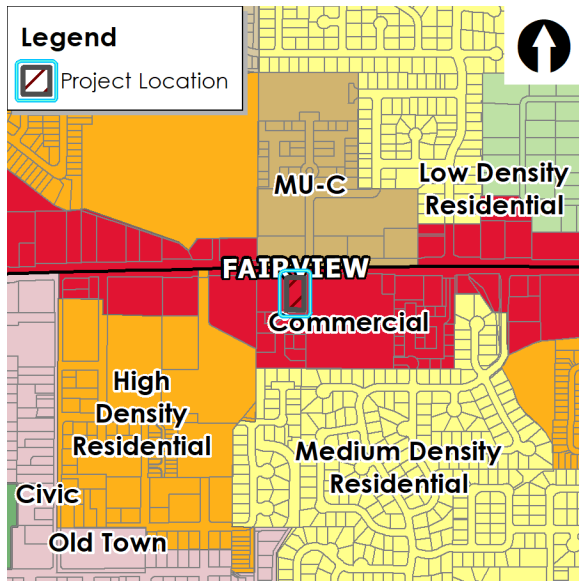 Legend
Project Location
MU-C
Low Density
Residential
FAIRVIEW
Commercial
High
Density
Residential
Medium Density
Residential
Civic
Old Town